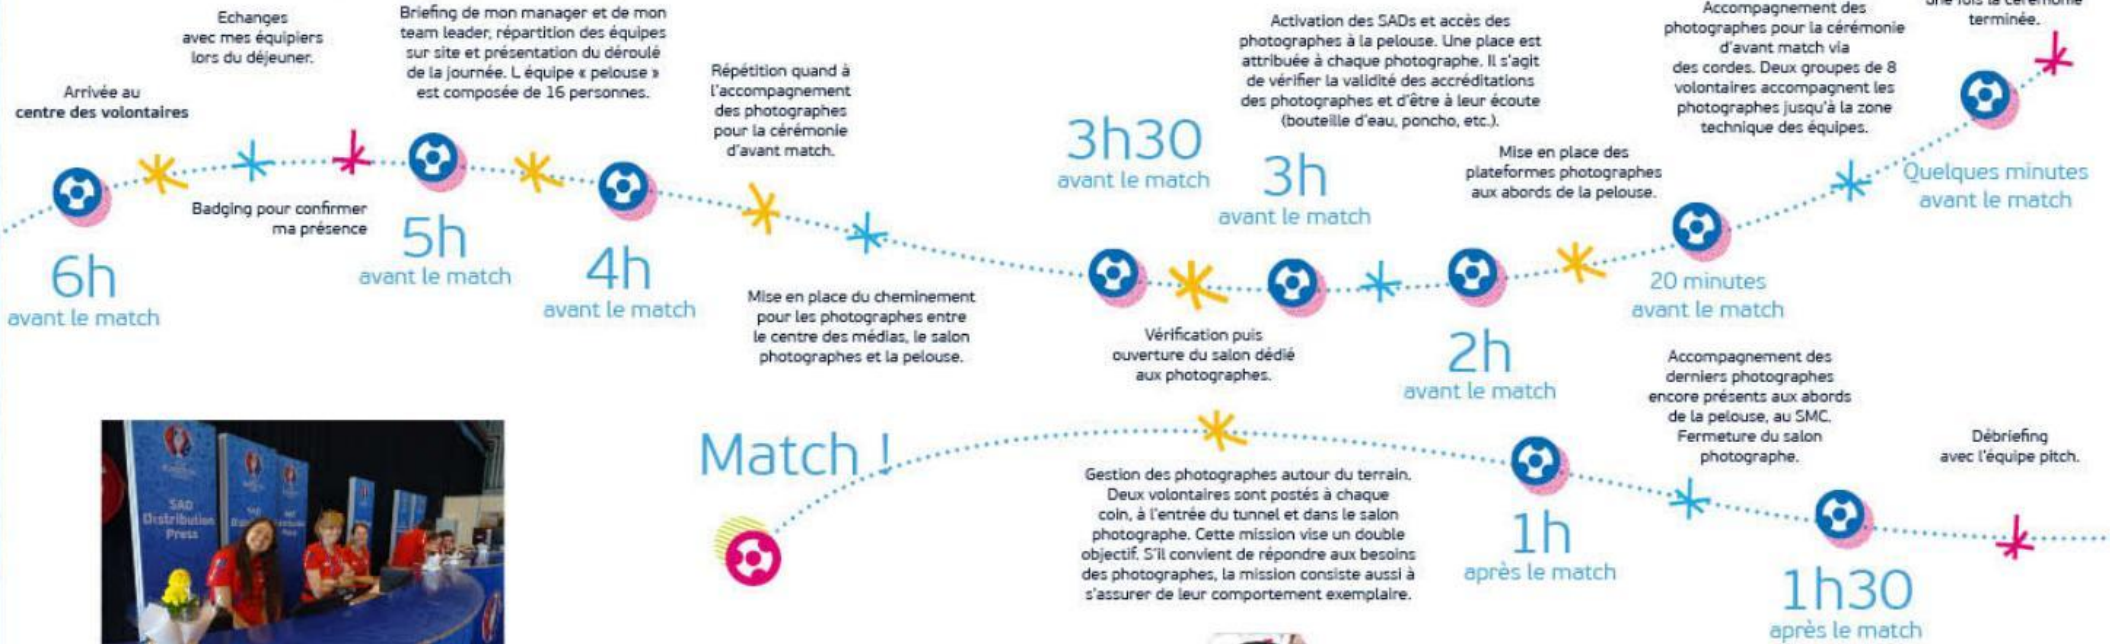 Arrivée au
centre des volontaires
6h
avant le match
Echanges
avec mes équipiers
lors du déjeuner.
Badging pour confirmer
ma présence
Briefing de mon manager et de mon
team leader, répartition des équipes
sur site et présentation du déroulé
de la journée. L équipe « pelouse »
est composée de 16 personnes.
5h
avant le match
4h
avant le match
Répétition quand à
l'accompagnement
des photographes
pour la cérémonie
d'avant match.
Mise en place du cheminement
pour les photographes entre
le centre des médias, le salon
photographes et la pelouse.
3h30
avant le match
Vérification puis
ouverture du salon dédié
aux photographes.
3h
avant le match
Activation des SADs et accès des
photographes à la pelouse. Une place est
attribuée à chaque photographe. Il s'agit
de vérifier la validité des accréditations
des photographes et d'être à leur écoute
(bouteille d'eau, poncho, etc.).
2h
avant le match
Mise en place des
plateformes photographes
aux abords de la pelouse.
20 minutes
avant le match
Accompagnement des
photographes pour la cérémonie
d'avant match via
des cordes. Deux groupes de 8
volontaires accompagnent les
photographes jusqu'à la zone
technique des équipes.
Quelques minutes
avant le match
une fois la cérémonie
terminée.
SAD
Distribution
Press
Match !
Gestion des photographes autour du terrain.
Deux volontaires sont postés à chaque
coin, à l'entrée du tunnel et dans le salon
photographe. Cette mission vise un double
objectif. S'il convient de répondre aux besoins
des photographes, la mission consiste aussi à
s'assurer de leur comportement exemplaire.
1h
après le match
Accompagnement des
derniers photographes
encore présents aux abords
de la pelouse, au SMC.
Fermeture du salon
photographe.
1h30
après le match
Débriefing
avec l'équipe pitch.